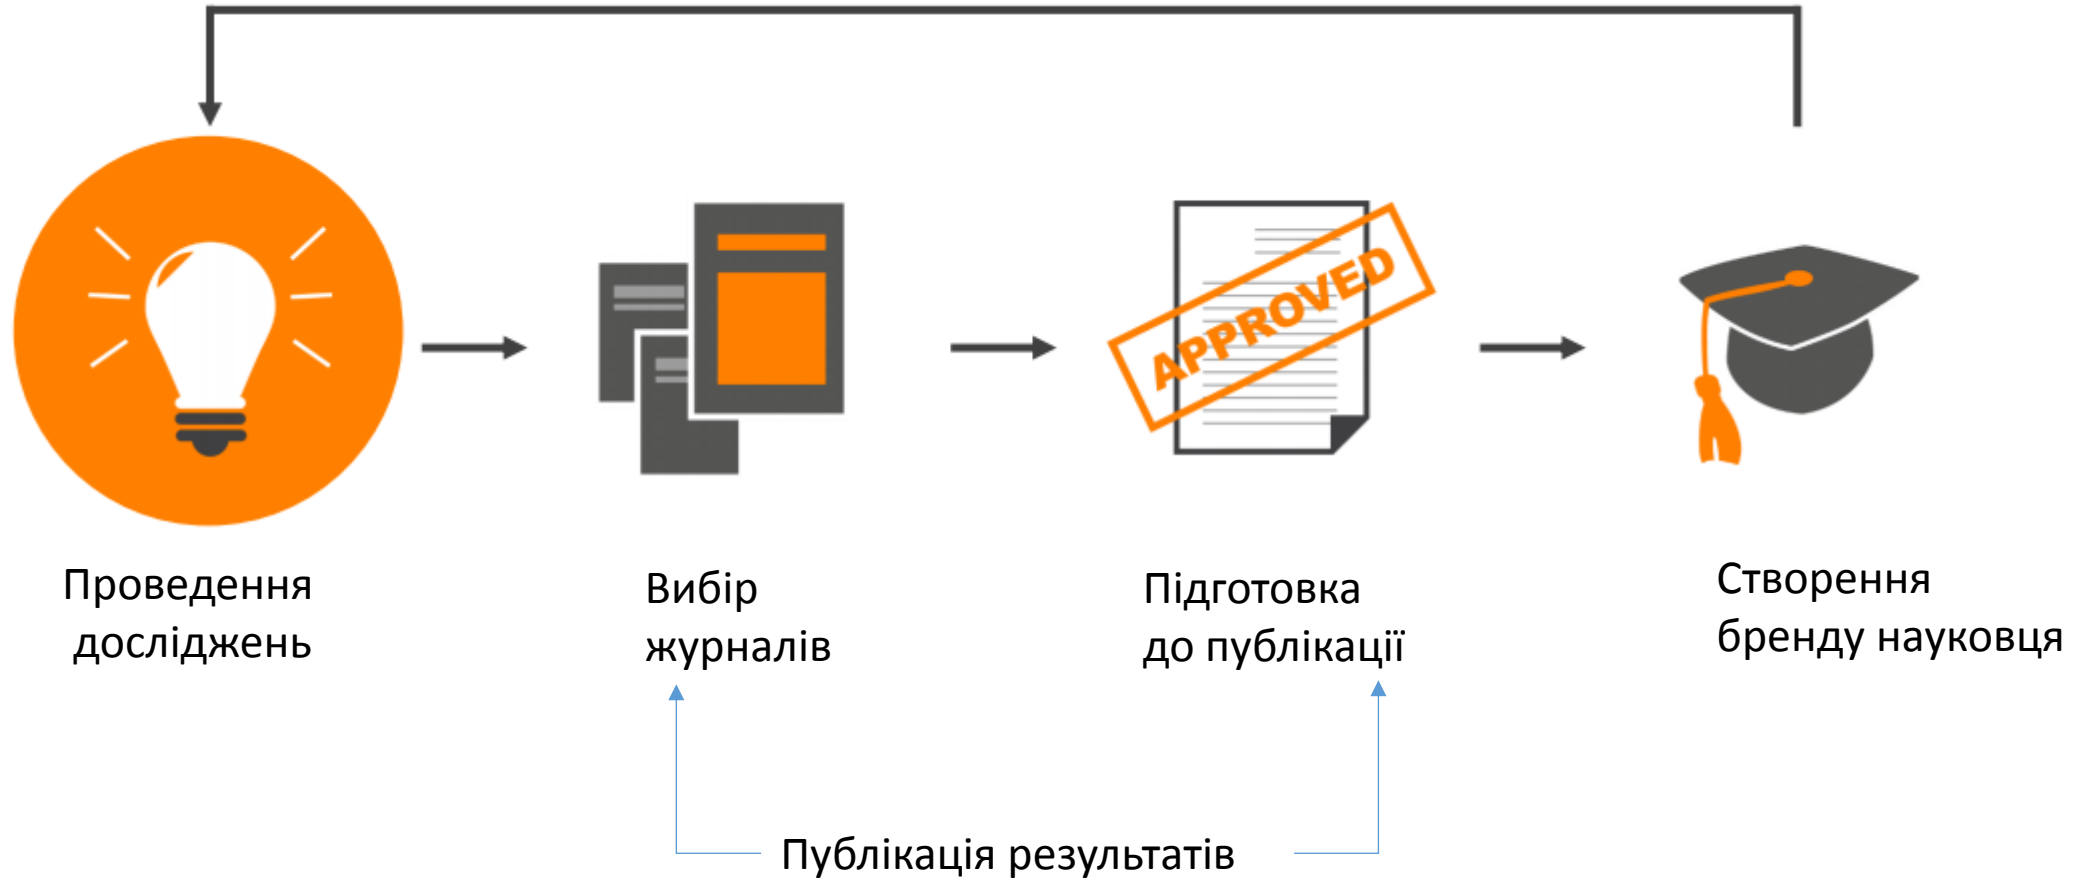 APPROVED
Проведення
досліджень
Вибір
журналів
Підготовка
до публікації
Створення
бренду науковця
Публікація результатів